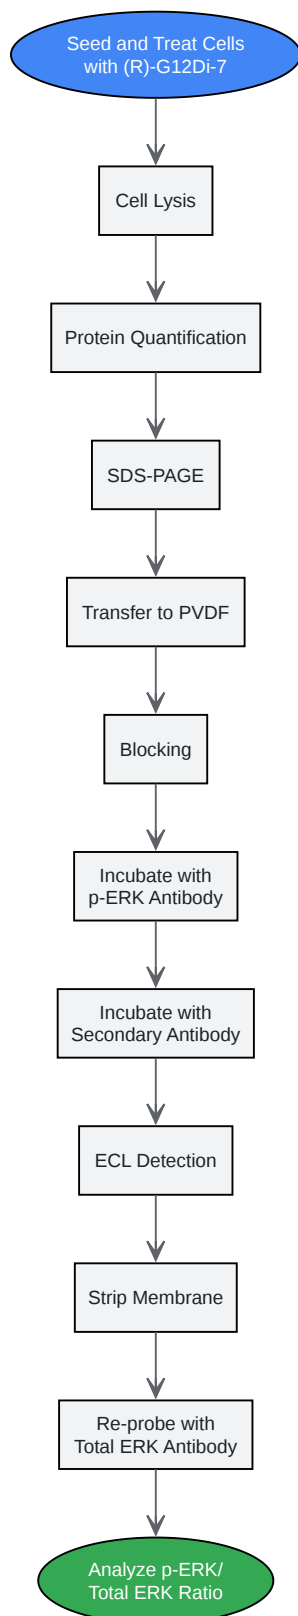 Seed and Treat Cells
with (R)-G12Di-7
Cell Lysis
Protein Quantification
SDS-PAGE
Transfer to PVDF
Blocking
Incubate with
p-ERK Antibody
Incubate with
Secondary Antibody
ECL Detection
Strip Membrane
Re-probe with
Total ERK Antibody
Analyze p-ERK/
Total ERK Ratio